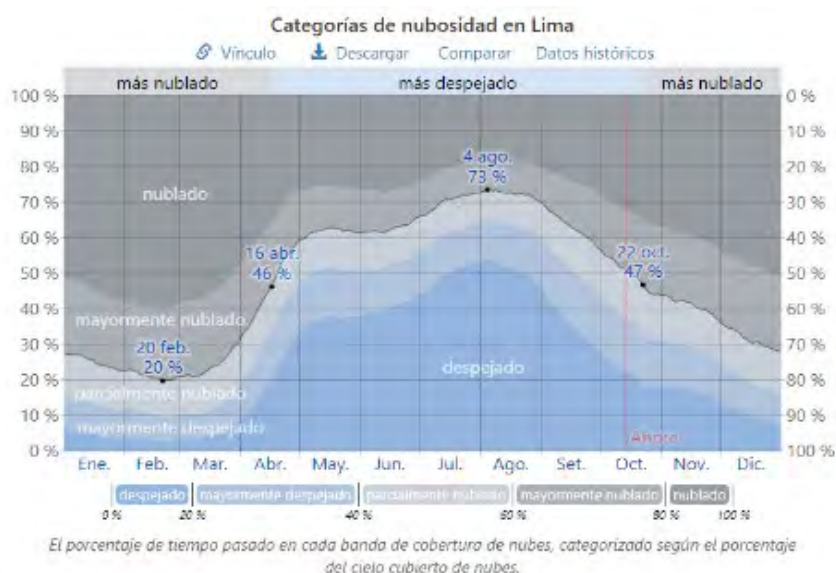 Categorías de nubosidad en Lima
Vínculo Descargar Comparar Datos históricos
más nublado más despejado más nublado
100 % 0 %
90 % 10 %
80 % 20 %
70 % 30 %
60 % 40 %
50 % 50 %
40 % 60 %
30 % 70 %
20 % 80 %
10 % 90 %
0 % 100 %
nublado
4 ago.
73 %
16 abr.
46 %
22 oct.
47 %
mayormente nublado
20 feb.
20 %
despejado
parcialmente nublado
mayormente despejado
Ahora
Ene. Feb. Mar. Abr. May. Jun. Jul. Ago. Set. Oct. Nov. Dic.
despejado mayormente despejado parcialmente nublado mayormente nublado nublado
0 % 20 % 40 % 60 % 80 % 100 %
El porcentaje de tiempo pasado en cada banda de cobertura de nubes, categorizado según el porcentaje
del cielo cubierto de nubes.